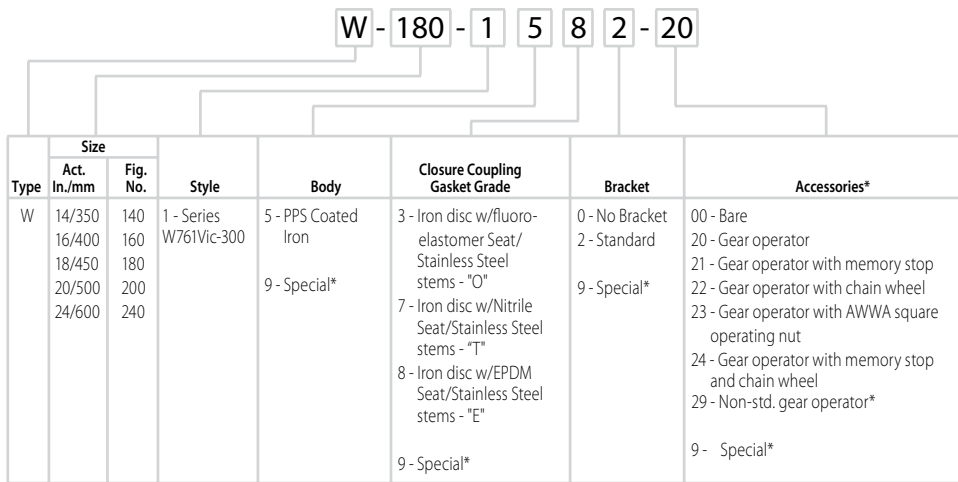 W - 180 - 1 5 8 2 - 20
Size
Type Act. In./mm Fig. No. Style Body Closure Coupling Gasket Grade Bracket Accessories*
W
14/350 140
16/400 160
18/450 180
20/500 200
24/600 240
1 - Series
W761Vic-300
5 - PPS Coated
Iron
9 - Special*
3 - Iron disc w/fluoro-
elastomer Seat/
Stainless Steel
stems - "O"
7 - Iron disc w/Nitrile
Seat/Stainless Steel
stems - “T"
8 - Iron disc w/EPDM
Seat/Stainless Steel
stems - "E"
9 - Special*
0 - No Bracket
2 - Standard
9 - Special*
00 - Bare
20 - Gear operator
21 - Gear operator with memory stop
22 - Gear operator with chain wheel
23 - Gear operator with AWWA square
operating nut
24 - Gear operator with memory stop
and chain wheel
29 - Non-std. gear operator*
9 - Special*